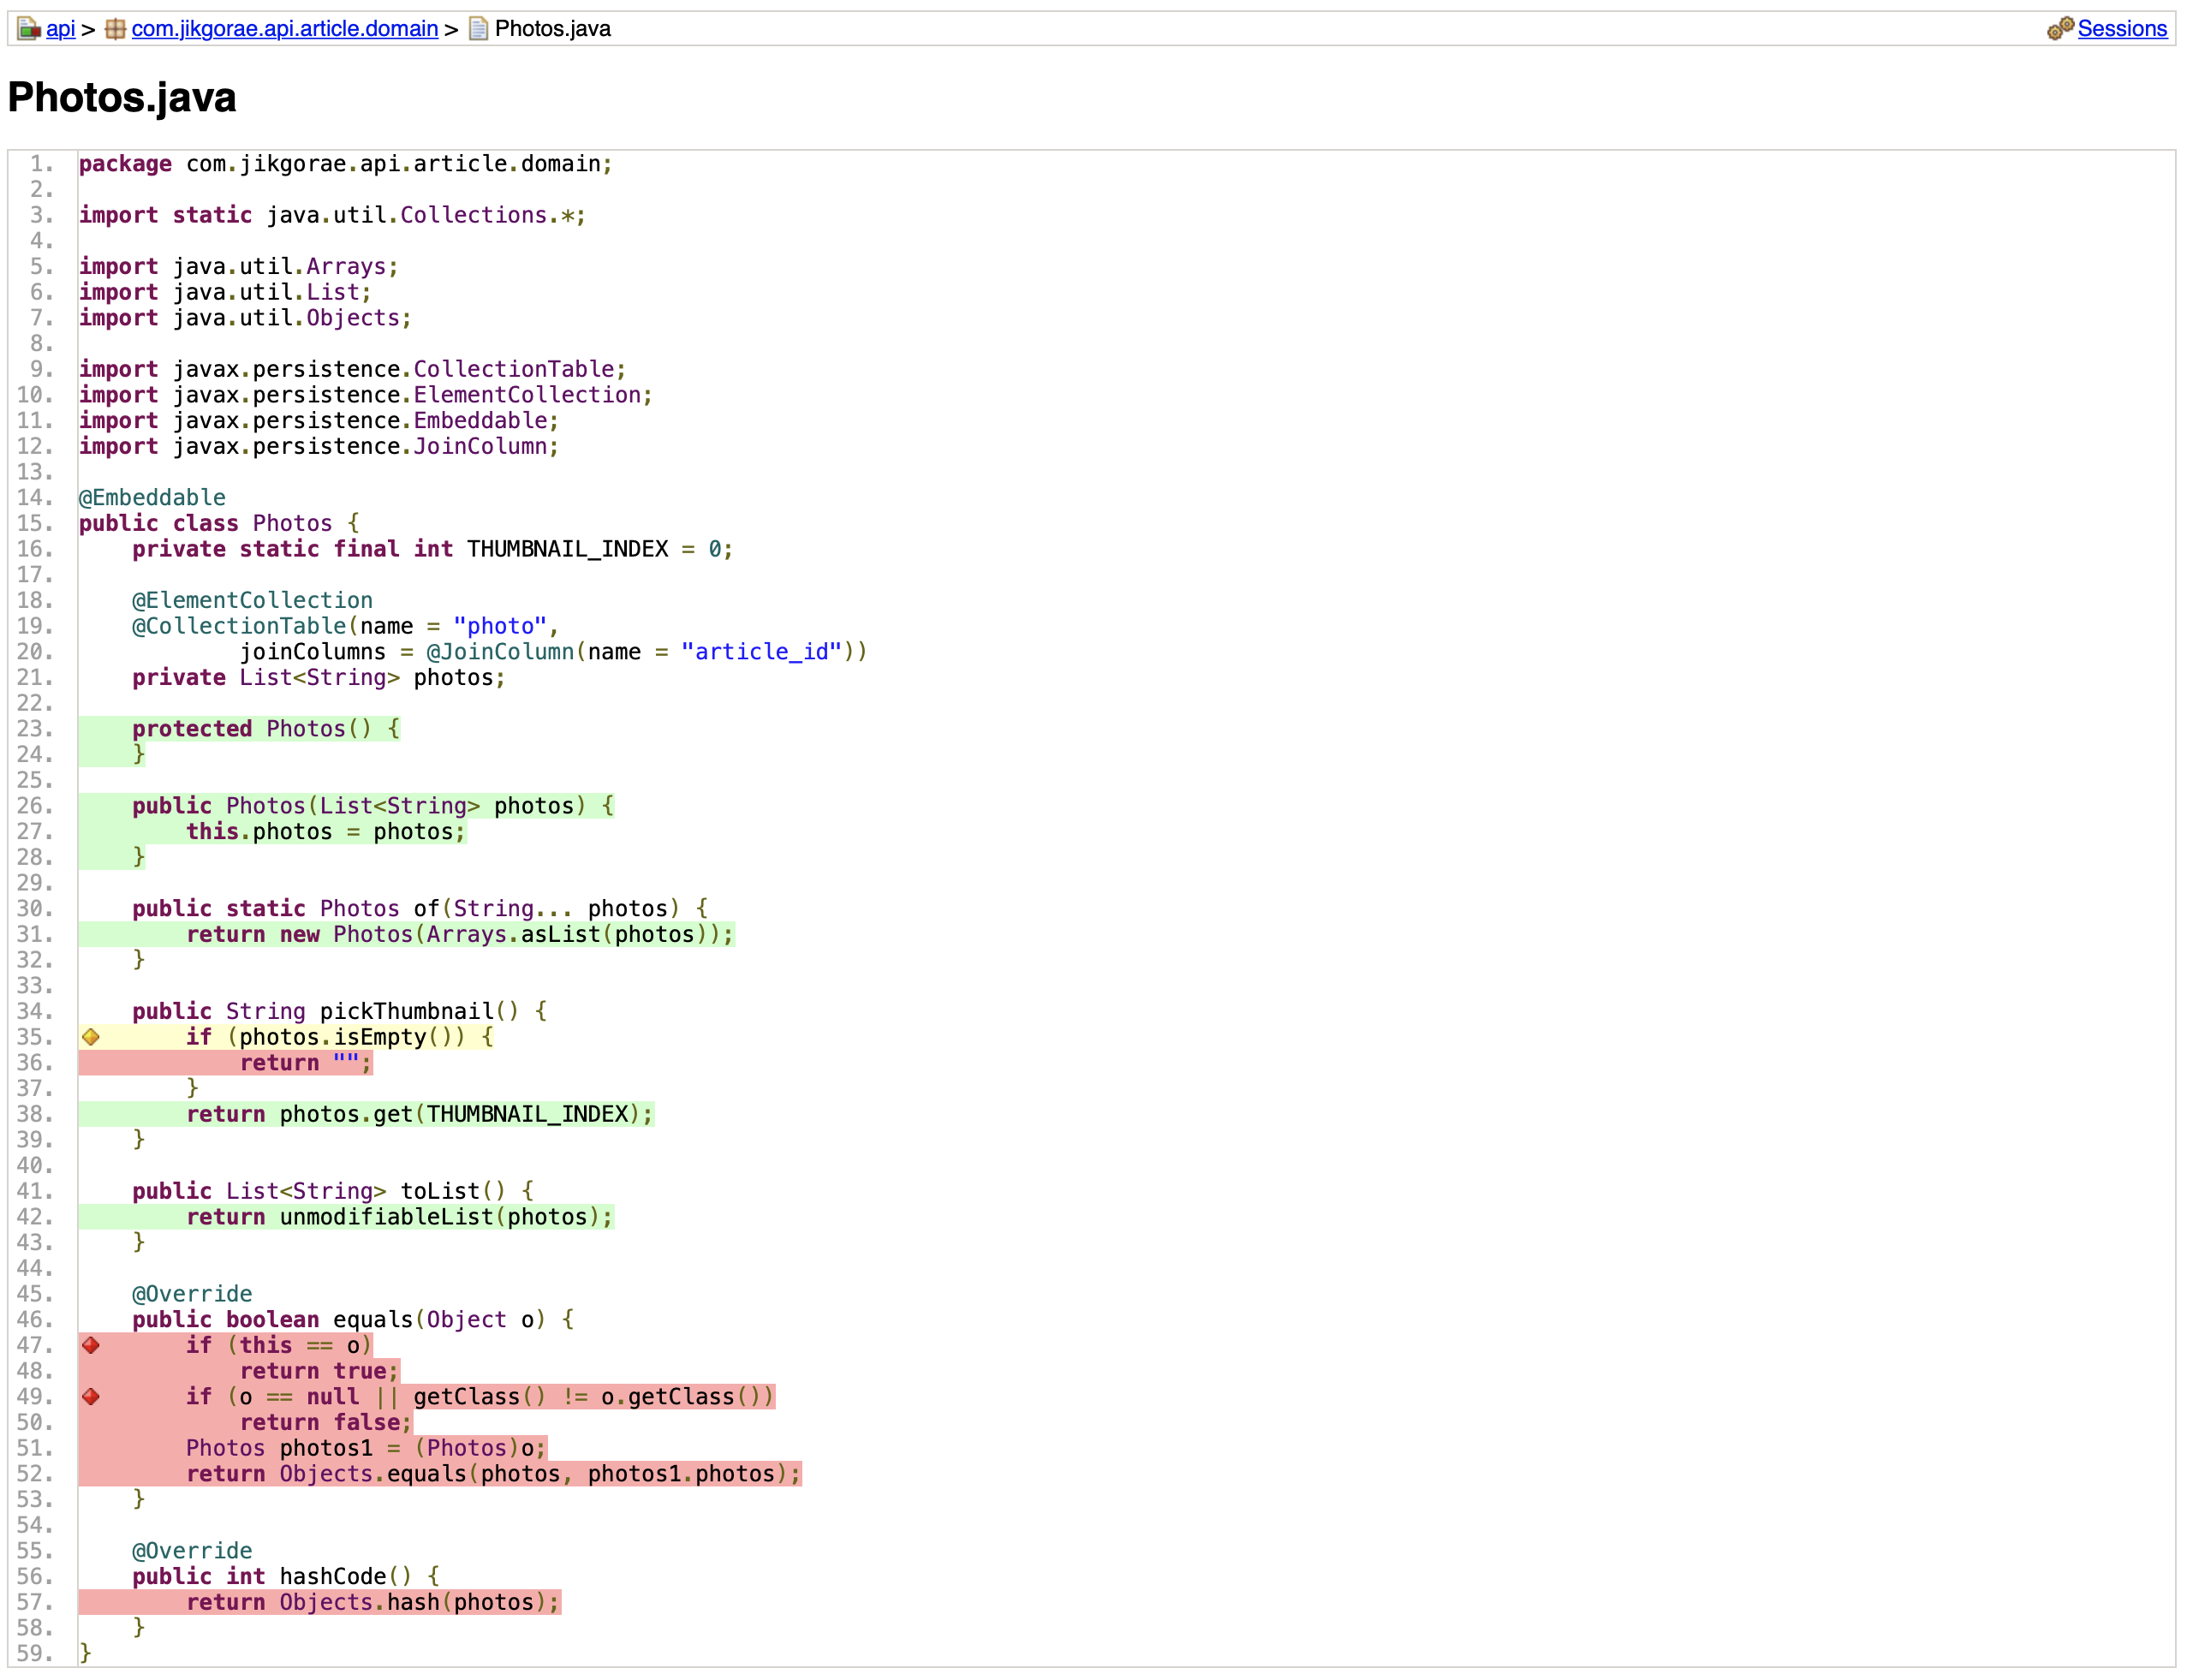 api > com.jikgorae.api.article.domain > Photos.java Sessions
Photos.java
1. package com.jikgorae.api.article.domain;
2.
3. import static java.util.Collections.*;
4.
5. import java.util.Arrays;
6. import java.util.List;
7. import java.util.Objects;
8.
9. import javax.persistence.CollectionTable;
10. import javax.persistence.ElementCollection;
11. import javax.persistence.Embeddable;
12. import javax.persistence.JoinColumn;
13.
14. @Embeddable
15. public class Photos {
16.     private static final int THUMBNAIL_INDEX = 0;
17.
18.     @ElementCollection
19.     @CollectionTable(name = "photo",
20.             joinColumns = @JoinColumn(name = "article_id"))
21.     private List<String> photos;
22.
23.     protected Photos() {
24.     }
25.
26.     public Photos(List<String> photos) {
27.         this.photos = photos;
28.     }
29.
30.     public static Photos of(String... photos) {
31.         return new Photos(Arrays.asList(photos));
32.     }
33.
34.     public String pickThumbnail() {
35.         if (photos.isEmpty()) {
36.             return "";
37.         }
38.         return photos.get(THUMBNAIL_INDEX);
39.     }
40.
41.     public List<String> toList() {
42.         return unmodifiableList(photos);
43.     }
44.
45.     @Override
46.     public boolean equals(Object o) {
47.         if (this == o)
48.             return true;
49.         if (o == null || getClass() != o.getClass())
50.             return false;
51.         Photos photos1 = (Photos)o;
52.         return Objects.equals(photos, photos1.photos);
53.     }
54.
55.     @Override
56.     public int hashCode() {
57.         return Objects.hash(photos);
58.     }
59. }